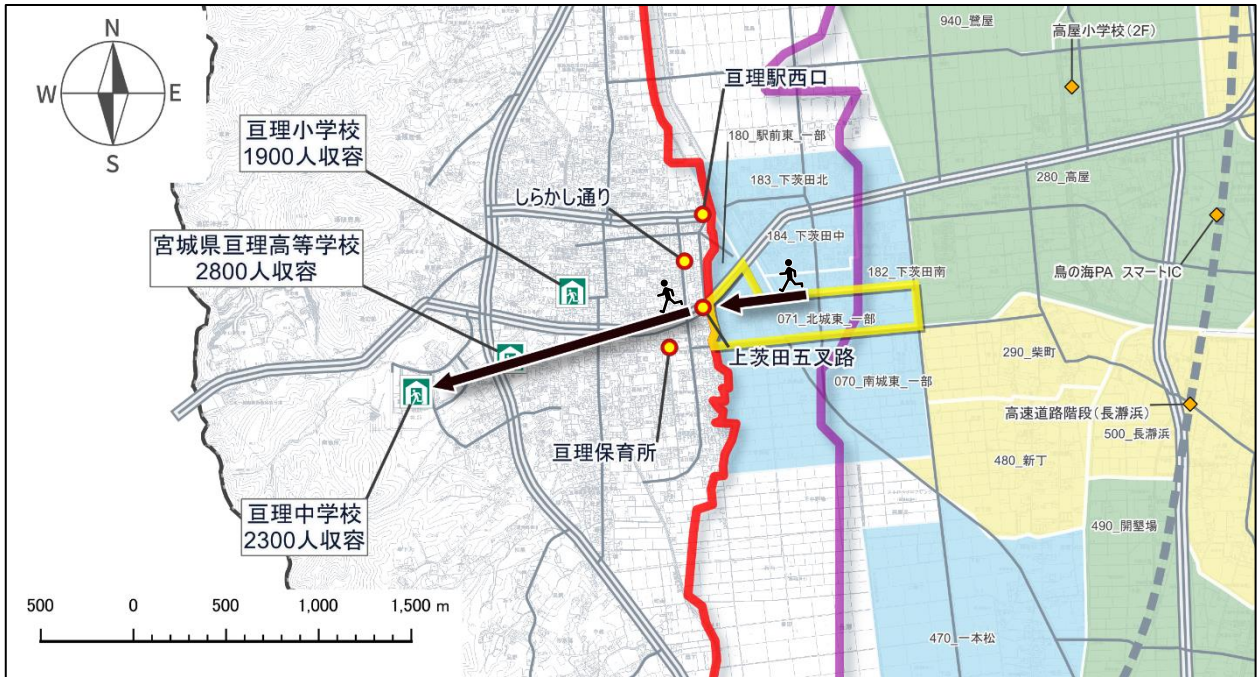 N
W E
S
940_鷺屋
高屋小学校(2F)
亘理駅西口
亘理小学校
1900人収容
180_駅前東_一部
183_下茨田北
280_高屋
しらかし通り
宮城県亘理高等学校
2800人収容
184_下茨田中
182_下茨田南
鳥の海PA スマートIC
071_北城東_一部
上茨田五叉路
290_柴町
070_南城東_一部
高速道路階段(長瀞浜)
500_長瀞浜
亘理保育所
480_新丁
亘理中学校
2300人収容
490_開墾場
500 0 500 1,000 1,500 m
470_一本松